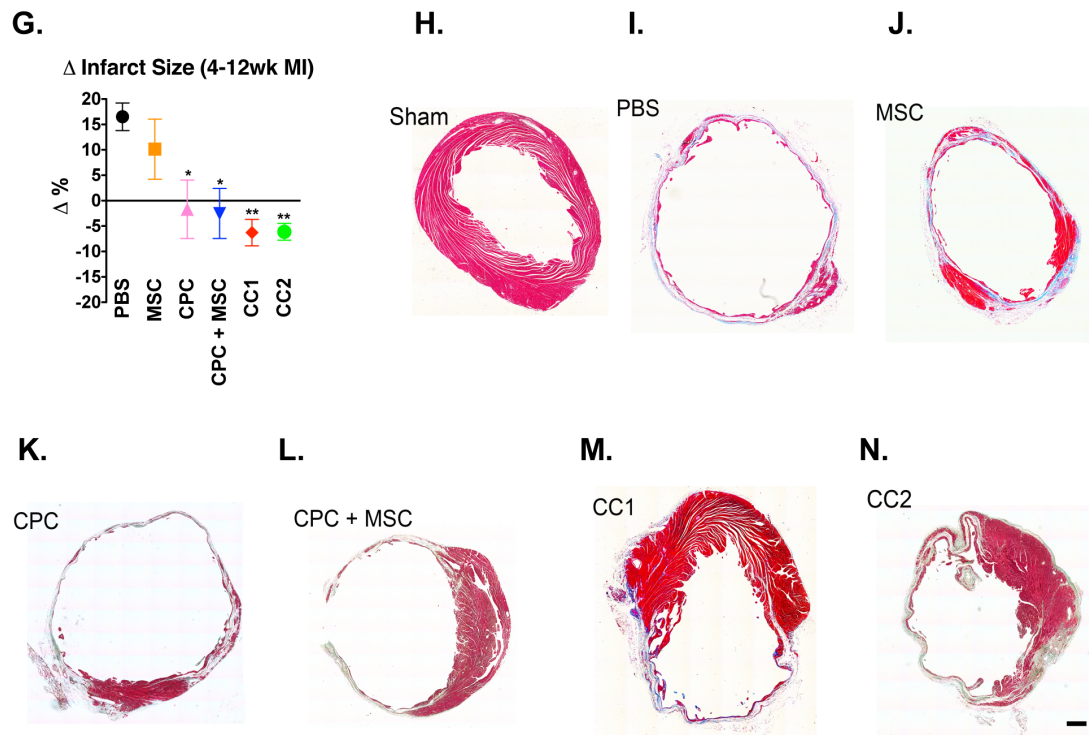 G.
Δ Infarct Size (4-12wk MI)
Δ %
20
15
10
5
0
-5
-10
-15
-20
*
*
**
**
PBS
MSC
CPC
CPC + MSC
CC1
CC2
H.
Sham
I.
PBS
J.
MSC
K.
CPC
L.
CPC + MSC
M.
CC1
N.
CC2